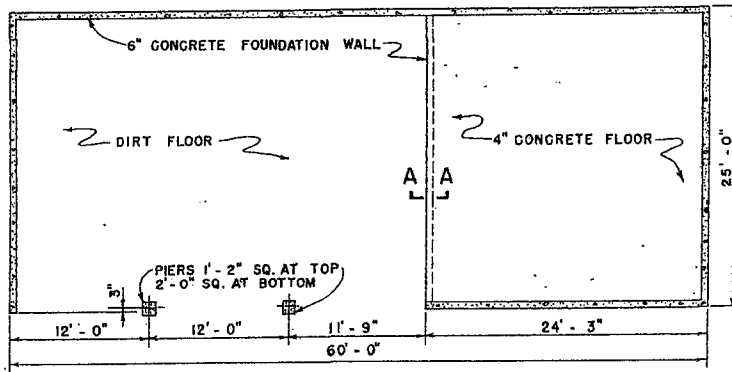 6" CONCRETE FOUNDATION WALL
DIRT FLOOR
4" CONCRETE FLOOR
A A
25'-0"
PIERS 1'-2" SQ. AT TOP
2'-0" SQ. AT BOTTOM
3"
12'-0" 12'-0" 11'-9" 24'-3"
60'-0"